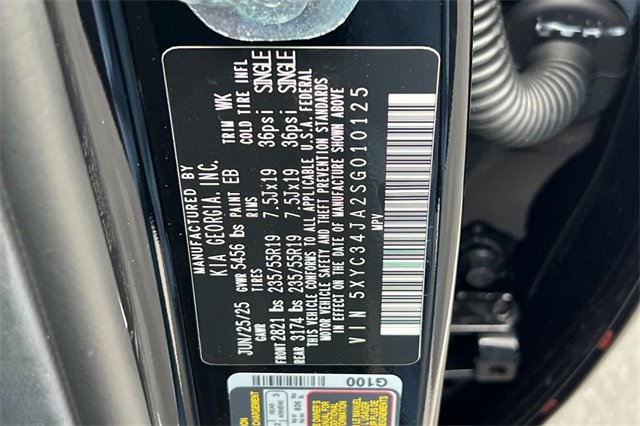 MANUFACTURED BY
KIA GEORGIA, INC.
JUN/25/25 GVWR 5456 lbs PAINT EB TRIM WK
GAWR TIRES RIMS COLD TIRE INFL
FRONT 2821 lbs 235/55R19 7.5Jx19 36psi SINGLE
REAR 3174 lbs 235/55R19 7.5Jx19 36psi SINGLE
THIS VEHICLE CONFORMS TO ALL APPLICABLE U.S.A. FEDERAL
MOTOR VEHICLE SAFETY AND THEFT PREVENTION STANDARDS
IN EFFECT ON THE DATE OF MANUFACTURE SHOWN ABOVE
VIN 5XYC34JA2SG010125
MPV
G100